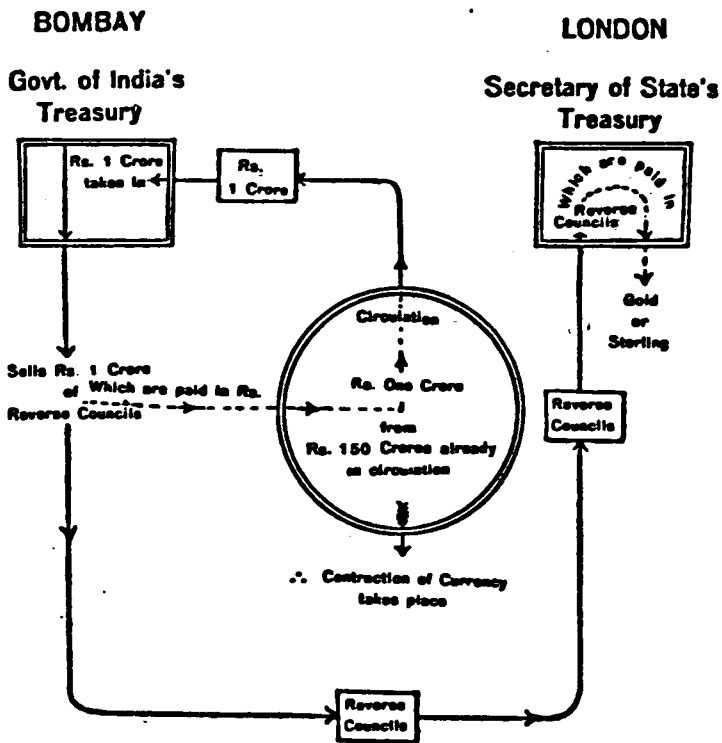 BOMBAY
Govt. of India's
Treasury
Rs. 1 Crore
taken in
Rs.
1 Crore
LONDON
Secretary of State's
Treasury
Which are paid in
Reverse
Councils
Gold
or
Sterling
Circulation
Rs. One Crore
from
Rs. 150 Crores already
in circulation
Sells Rs. 1 Crore
of Which are paid in Rs.
Reverse Councils
Reverse
Councils
∴ Contraction of Currency
takes place
Reverse
Councils